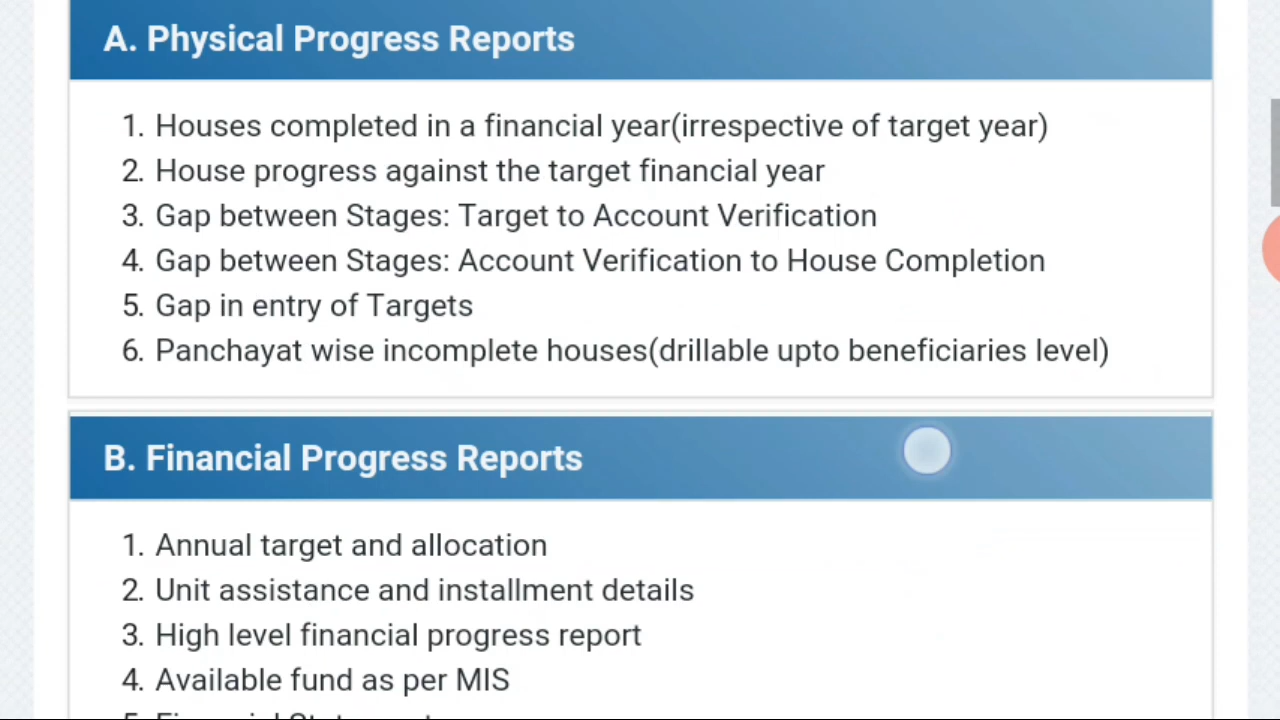 A. Physical Progress Reports
1. Houses completed in a financial year(irrespective of target year)
2. House progress against the target financial year
3. Gap between Stages: Target to Account Verification
4. Gap between Stages: Account Verification to House Completion
5. Gap in entry of Targets
6. Panchayat wise incomplete houses(drillable upto beneficiaries level)
B. Financial Progress Reports
1. Annual target and allocation
2. Unit assistance and installment details
3. High level financial progress report
4. Available fund as per MIS